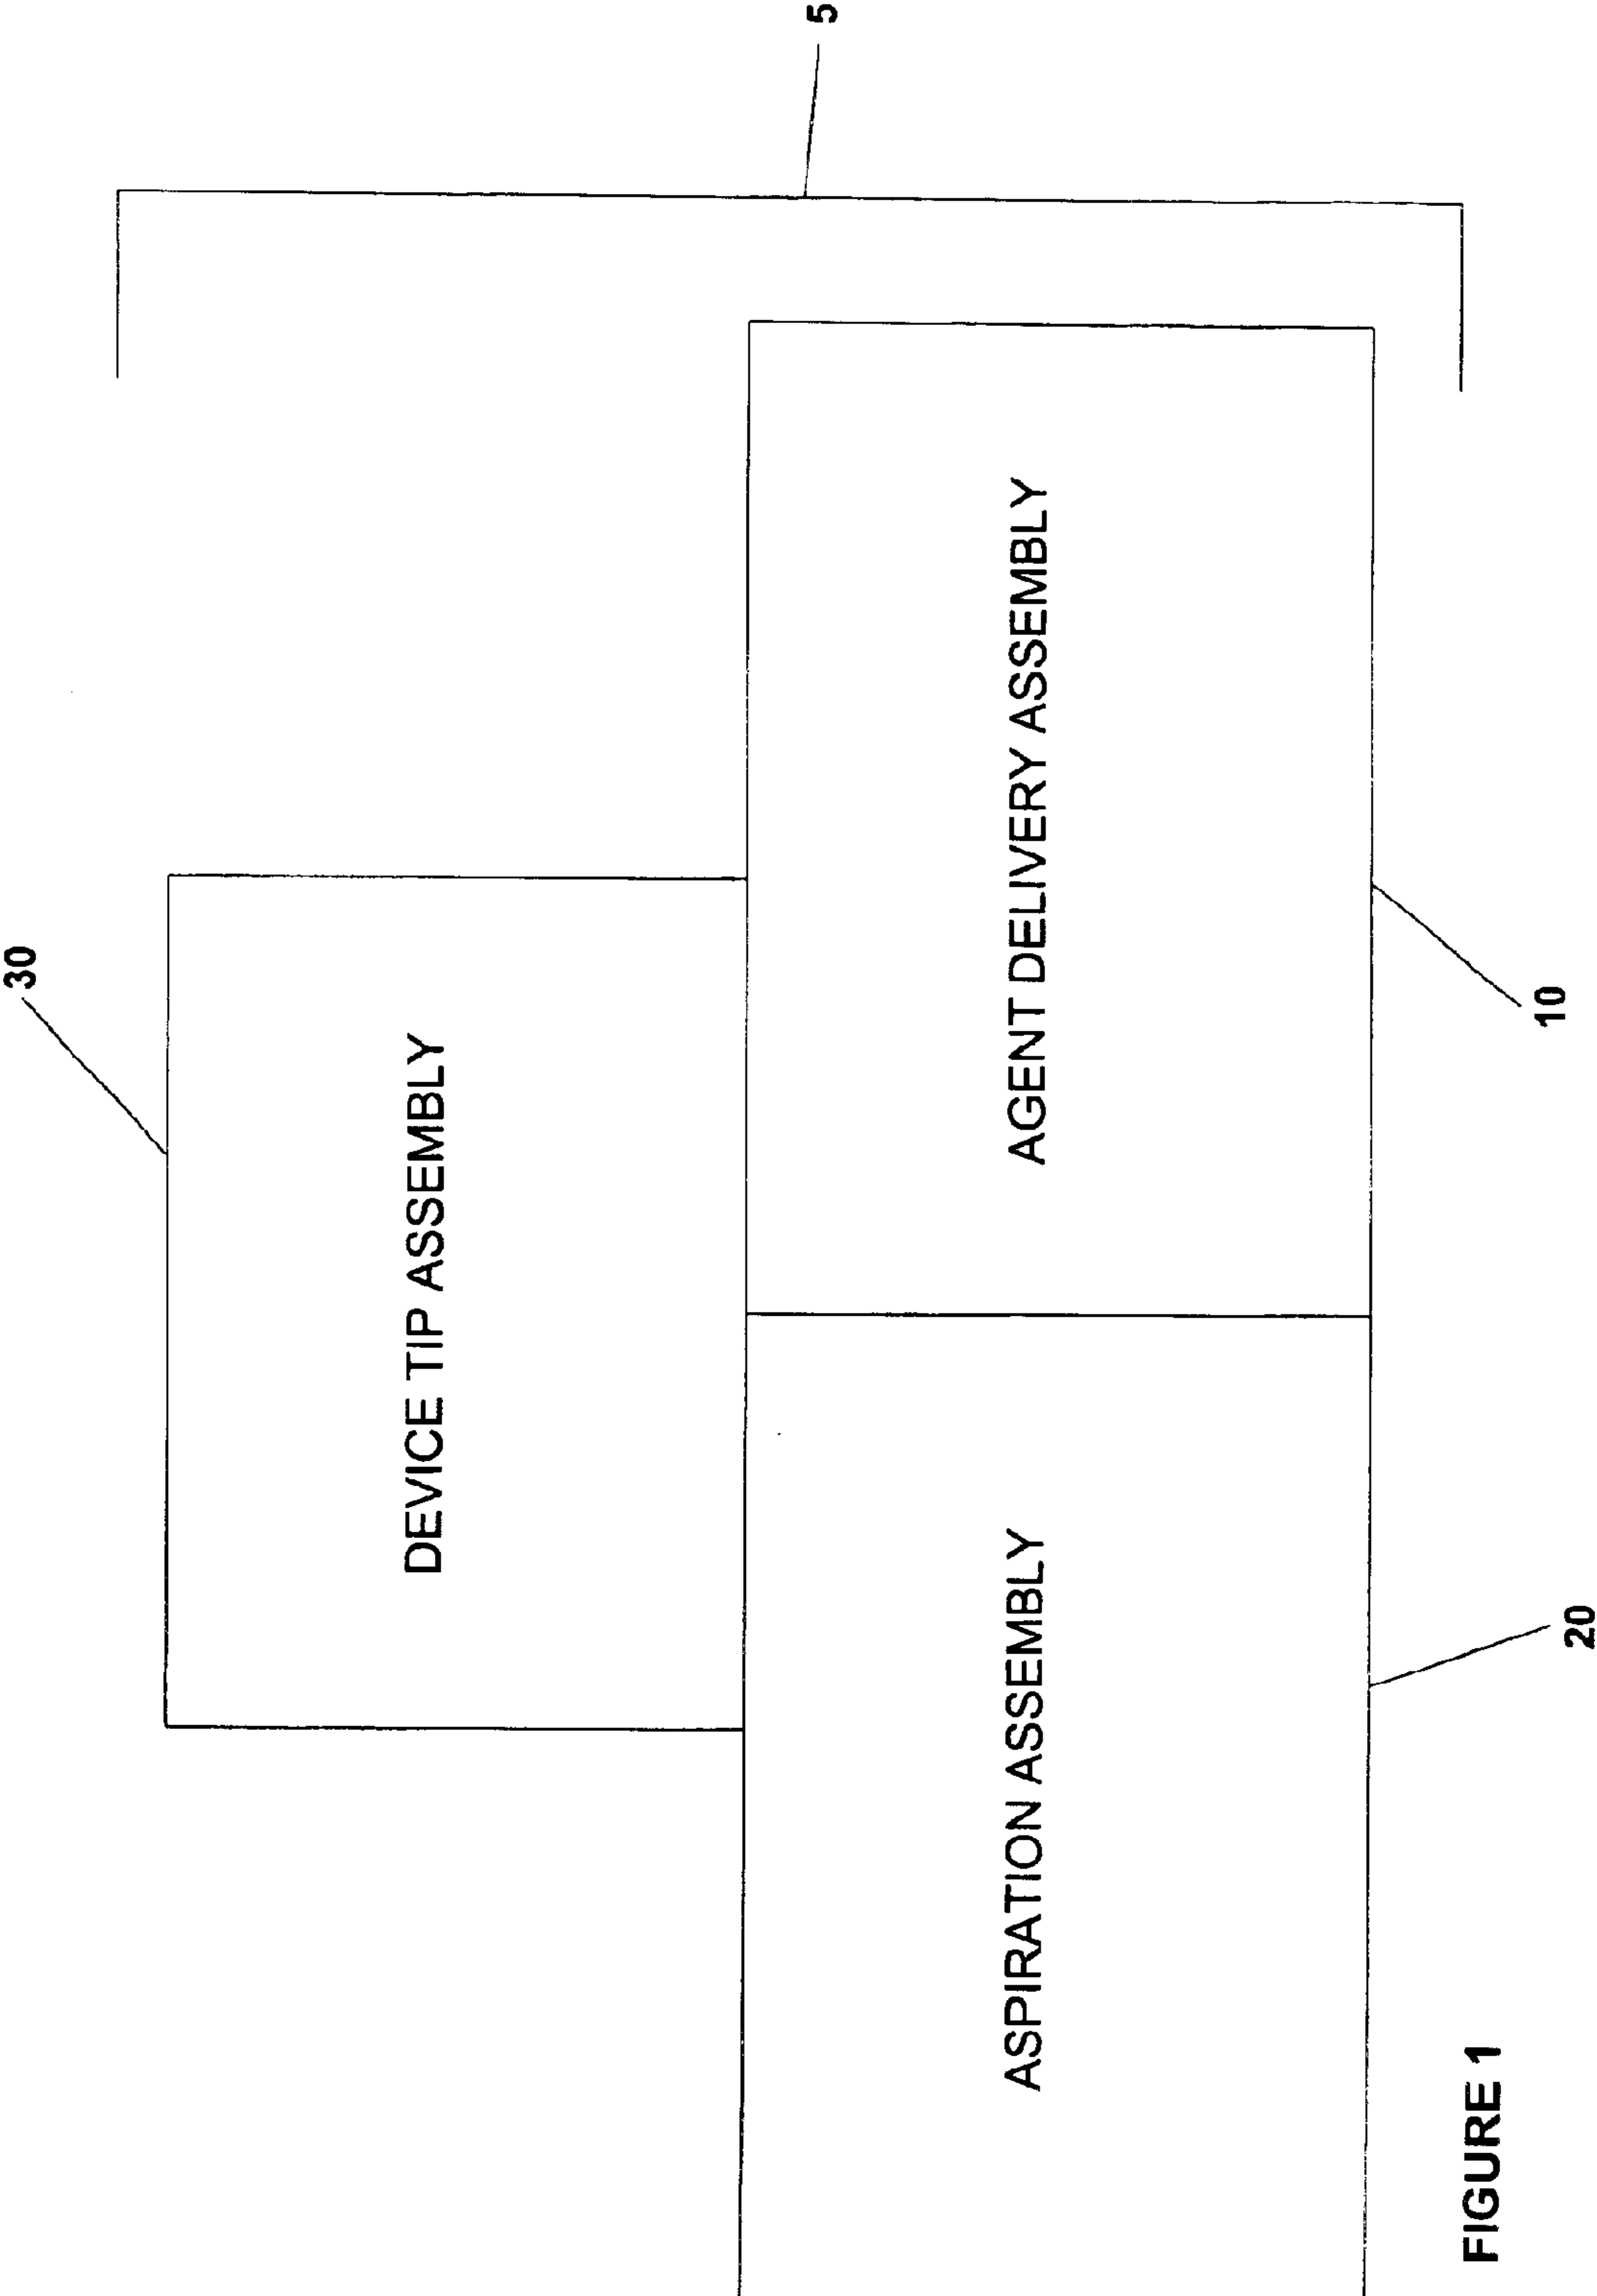 30
DEVICE TIP ASSEMBLY
5
ASPIRATION ASSEMBLY
AGENT DELIVERY ASSEMBLY
20
10
FIGURE 1